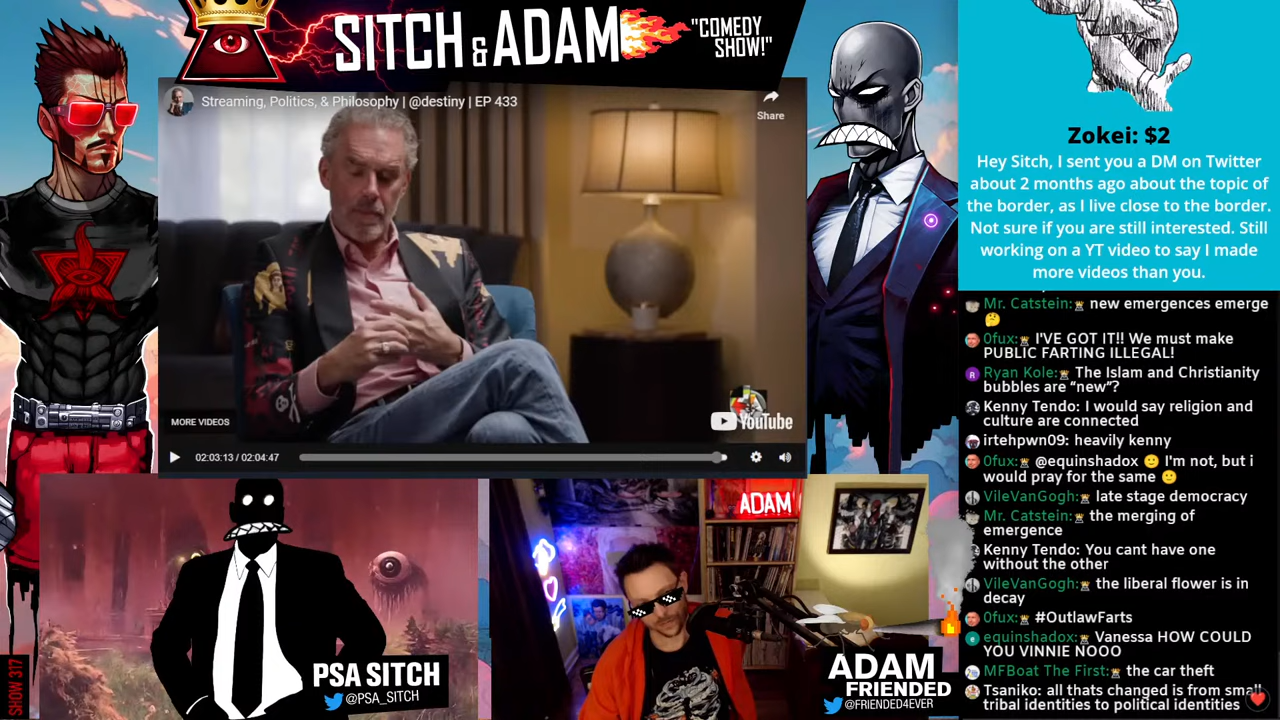 SITCH & ADAM
"COMEDY
SHOW!"
Streaming, Politics, & Philosophy | @destiny | EP 433
Share
MORE VIDEOS
YouTube
02:03:13 / 02:04:47
SHOW 317
PSA SITCH
@PSA_SITCH
ADAM
ADAM
FRIENDED
@FRIENDED4EVER
Zokei: $2
Hey Sitch, I sent you a DM on Twitter
about 2 months ago about the topic of
the border, as I live close to the border.
Not sure if you are still interested. Still
working on a YT video to say I made
more videos than you.
Mr. Catstein: new emergences emerge
🤔
0fux: I'VE GOT IT!! We must make
PUBLIC FARTING ILLEGAL!
R Ryan Kole: The Islam and Christianity
bubbles are “new”?
Kenny Tendo: I would say religion and
culture are connected
irtehpwn09: heavily kenny
0fux: @equinshadox 🙂 I'm not, but i
would pray for the same 🙁
VileVanGogh: late stage democracy
Mr. Catstein: the merging of
emergence
Kenny Tendo: You cant have one
without the other
VileVanGogh: the liberal flower is in
decay
0fux: #OutlawFarts
equinshadox: Vanessa HOW COULD
YOU VINNIE NOOO
MFBoat The First: the car theft
Tsaniko: all thats changed is from small
tribal identities to political identities